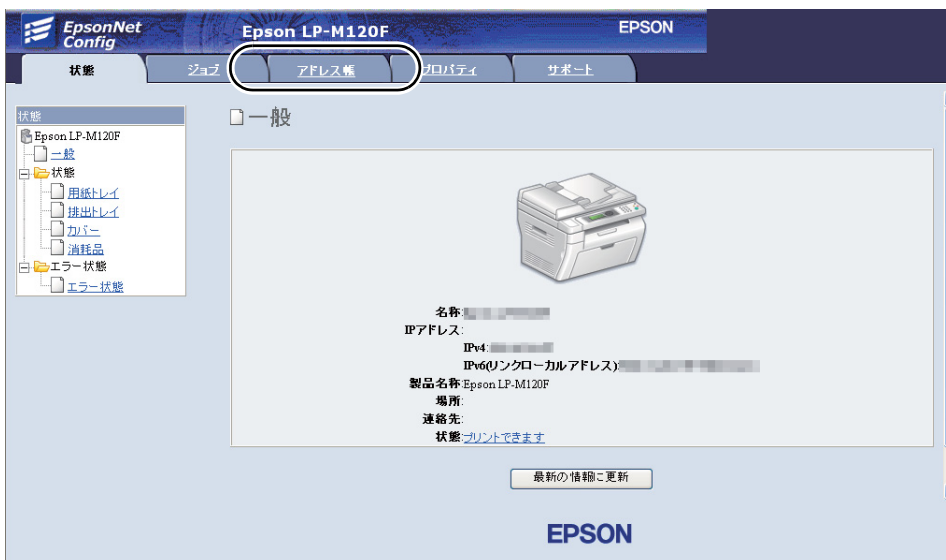 EpsonNet
Config
Epson LP-M120F
EPSON
状態
ジョブ
アドレス帳
プロパティ
サポート
状態
Epson LP-M120F
一般
状態
用紙トレイ
排出トレイ
カバー
消耗品
エラー状態
エラー状態
一般
名称:
IPアドレス:
IPv4:
IPv6(リンクローカルアドレス):
製品名称:Epson LP-M120F
場所:
連絡先:
状態:プリントできます
最新の情報に更新
EPSON